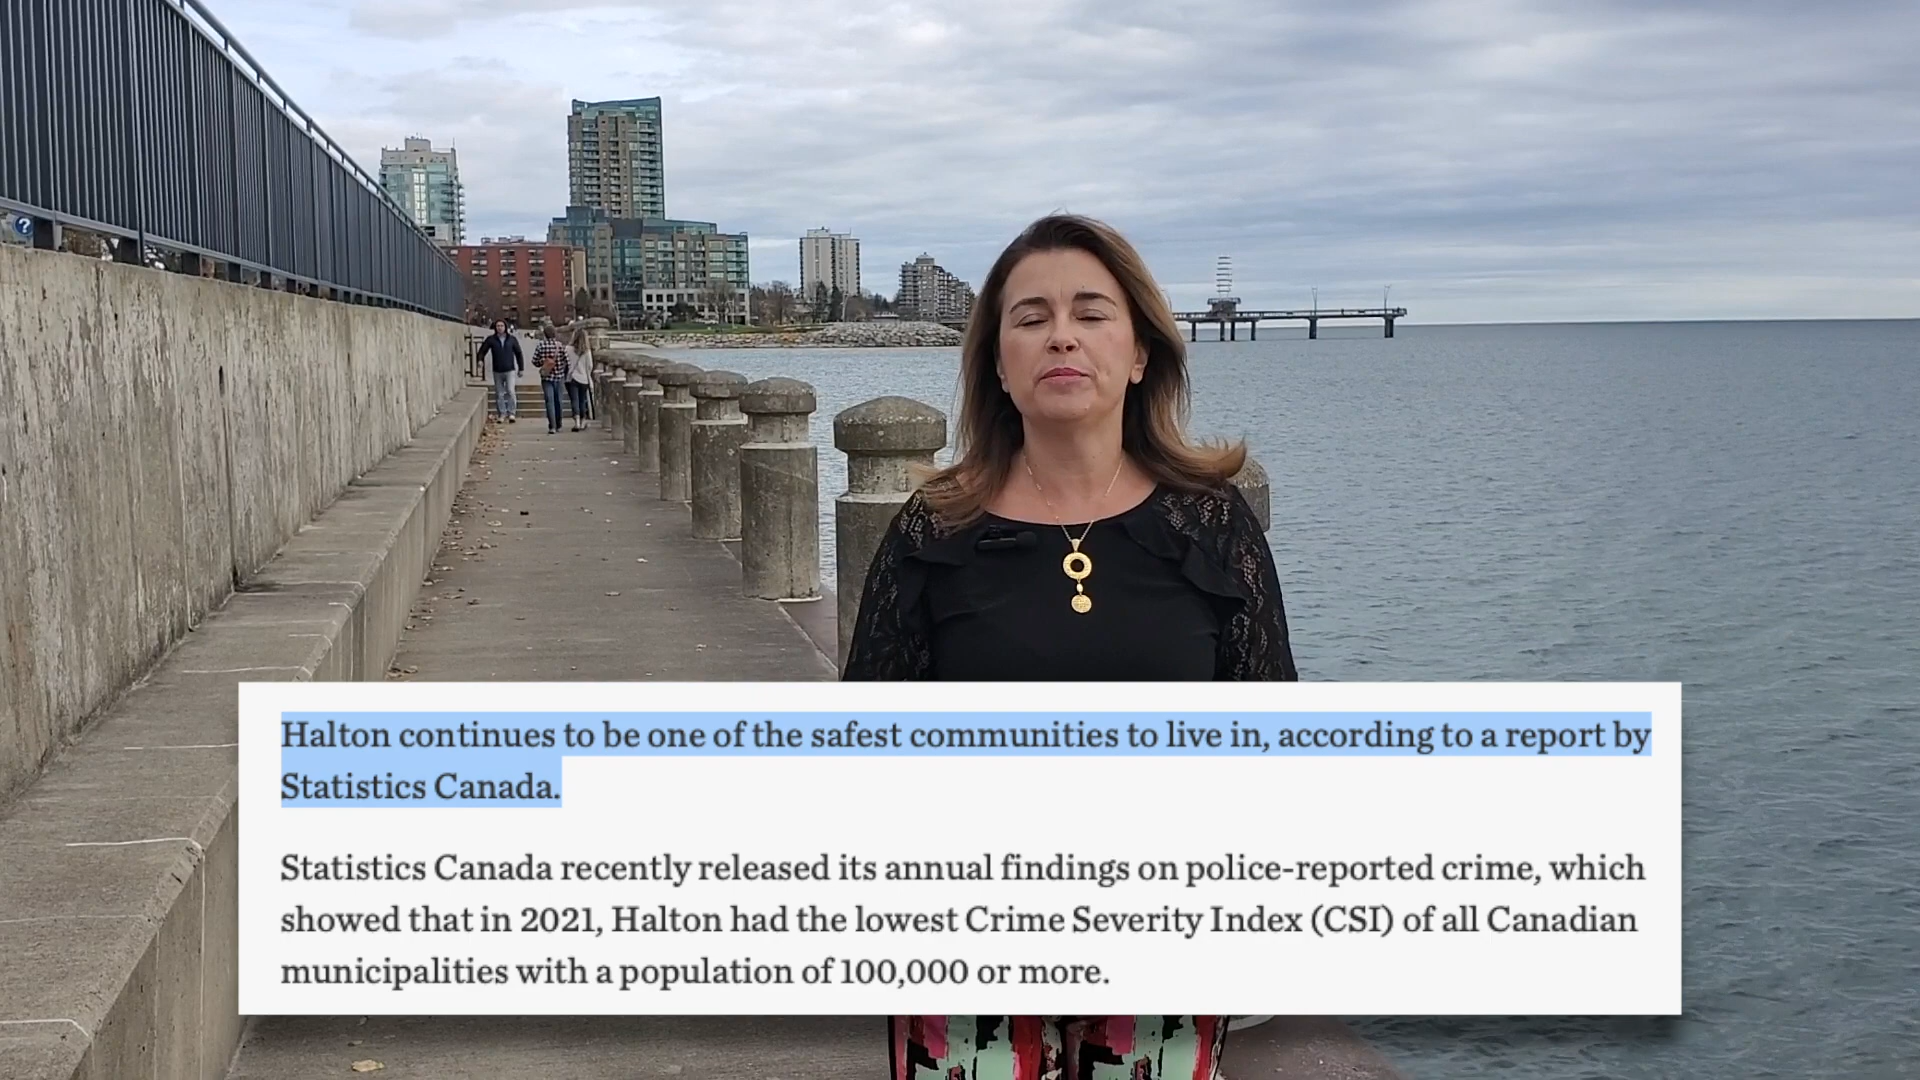 Halton continues to be one of the safest communities to live in, according to a report by
Statistics Canada.
Statistics Canada recently released its annual findings on police-reported crime, which
showed that in 2021, Halton had the lowest Crime Severity Index (CSI) of all Canadian
municipalities with a population of 100,000 or more.